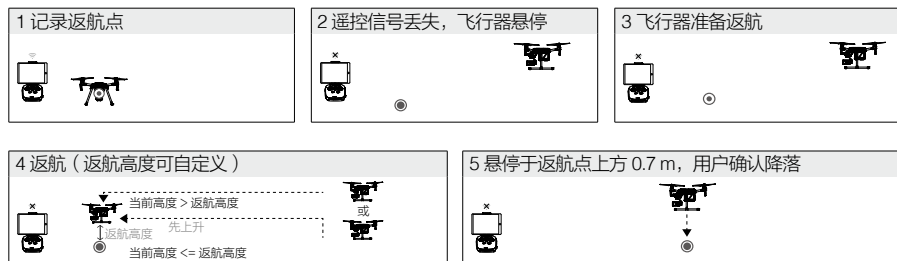 1 记录返航点
2 遥控信号丢失，飞行器悬停
3 飞行器准备返航
4 返航（返航高度可自定义）
当前高度 > 返航高度
或
先上升
返航高度
当前高度 <= 返航高度
5 悬停于返航点上方 0.7 m，用户确认降落